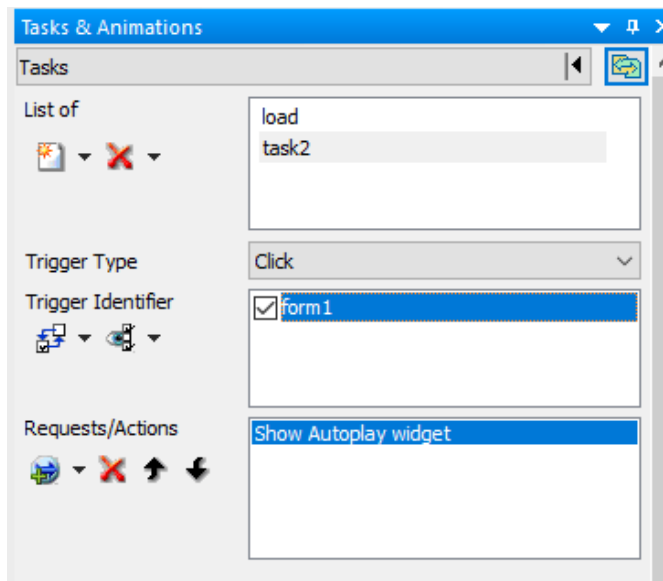 Tasks & Animations
Tasks
List of
load
task2
Trigger Type
Click
Trigger Identifier
form1
Requests/Actions
Show Autoplay widget